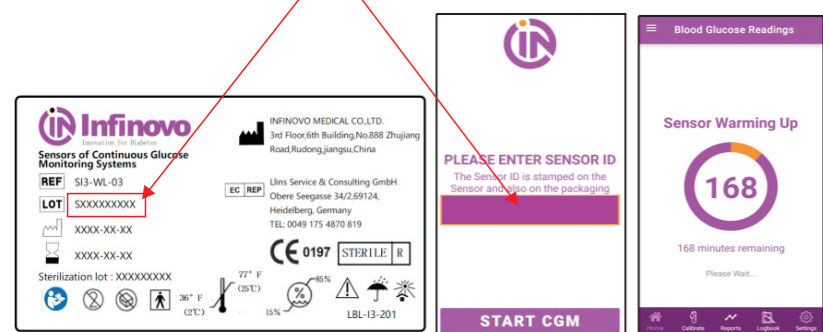 iN Infinovo
Innovation for Diabetes
Sensors of Continuous Glucose
Monitoring Systems
REF SI3-WL-03
LOT SXXXXXXXXX
XXXX-XX-XX
XXXX-XX-XX
Sterilization lot : XXXXXXXXX
36° F
(2℃)
77° F
(25℃)
INFINOVO MEDICAL CO.,LTD.
3rd Floor,6th Building,No.888 Zhujiang
Road,Rudong,jiangsu,China
EC REP
Llins Service & Consulting GmbH
Obere Seegasse 34/2,69124,
Heidelberg, Germany
TEL: 0049 175 4870 819
CE 0197 STERILE R
15%
85%
LBL-I3-201
iN
PLEASE ENTER SENSOR ID
The Sensor ID is stamped on the
Sensor and also on the packaging
START CGM
Blood Glucose Readings
Sensor Warming Up
168
168 minutes remaining
Please Wait...
Home Calibrate Reports Logbook Settings